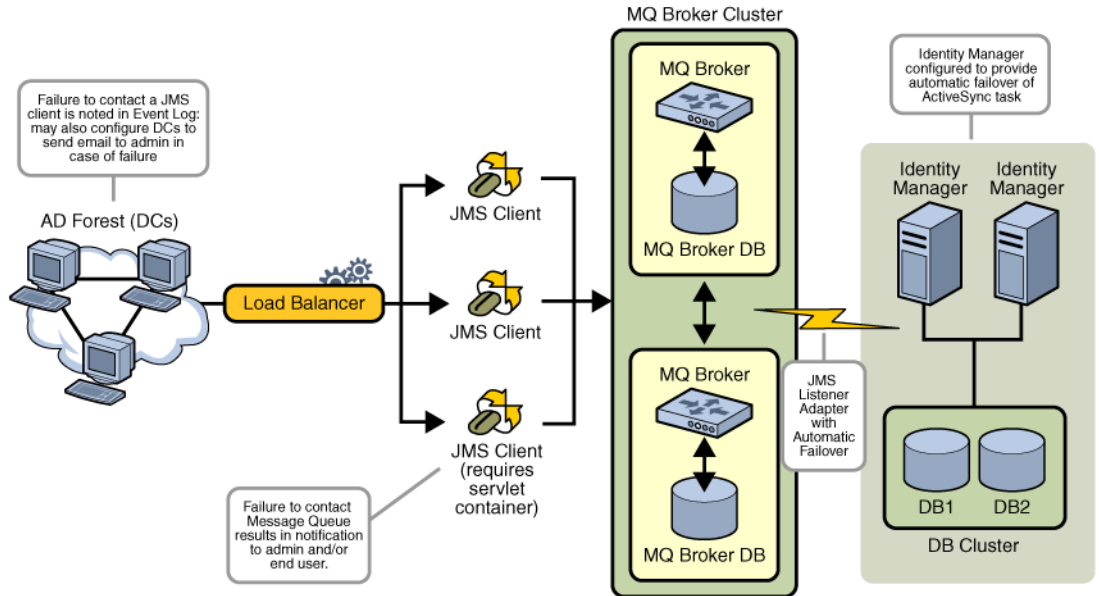 MQ Broker Cluster
Failure to contact a JMS
client is noted in Event Log:
may also configure DCs to
send email to admin in
case of failure
AD Forest (DCs)
Load Balancer
JMS Client
JMS Client
JMS Client
(requires
servlet
container)
Failure to contact
Message Queue
results in notification
to admin and/or
end user.
MQ Broker
MQ Broker DB
MQ Broker
MQ Broker DB
JMS
Listener
Adapter
with
Automatic
Failover
Identity Manager
configured to provide
automatic failover of
ActiveSync task
Identity
Manager
Identity
Manager
DB1
DB2
DB Cluster